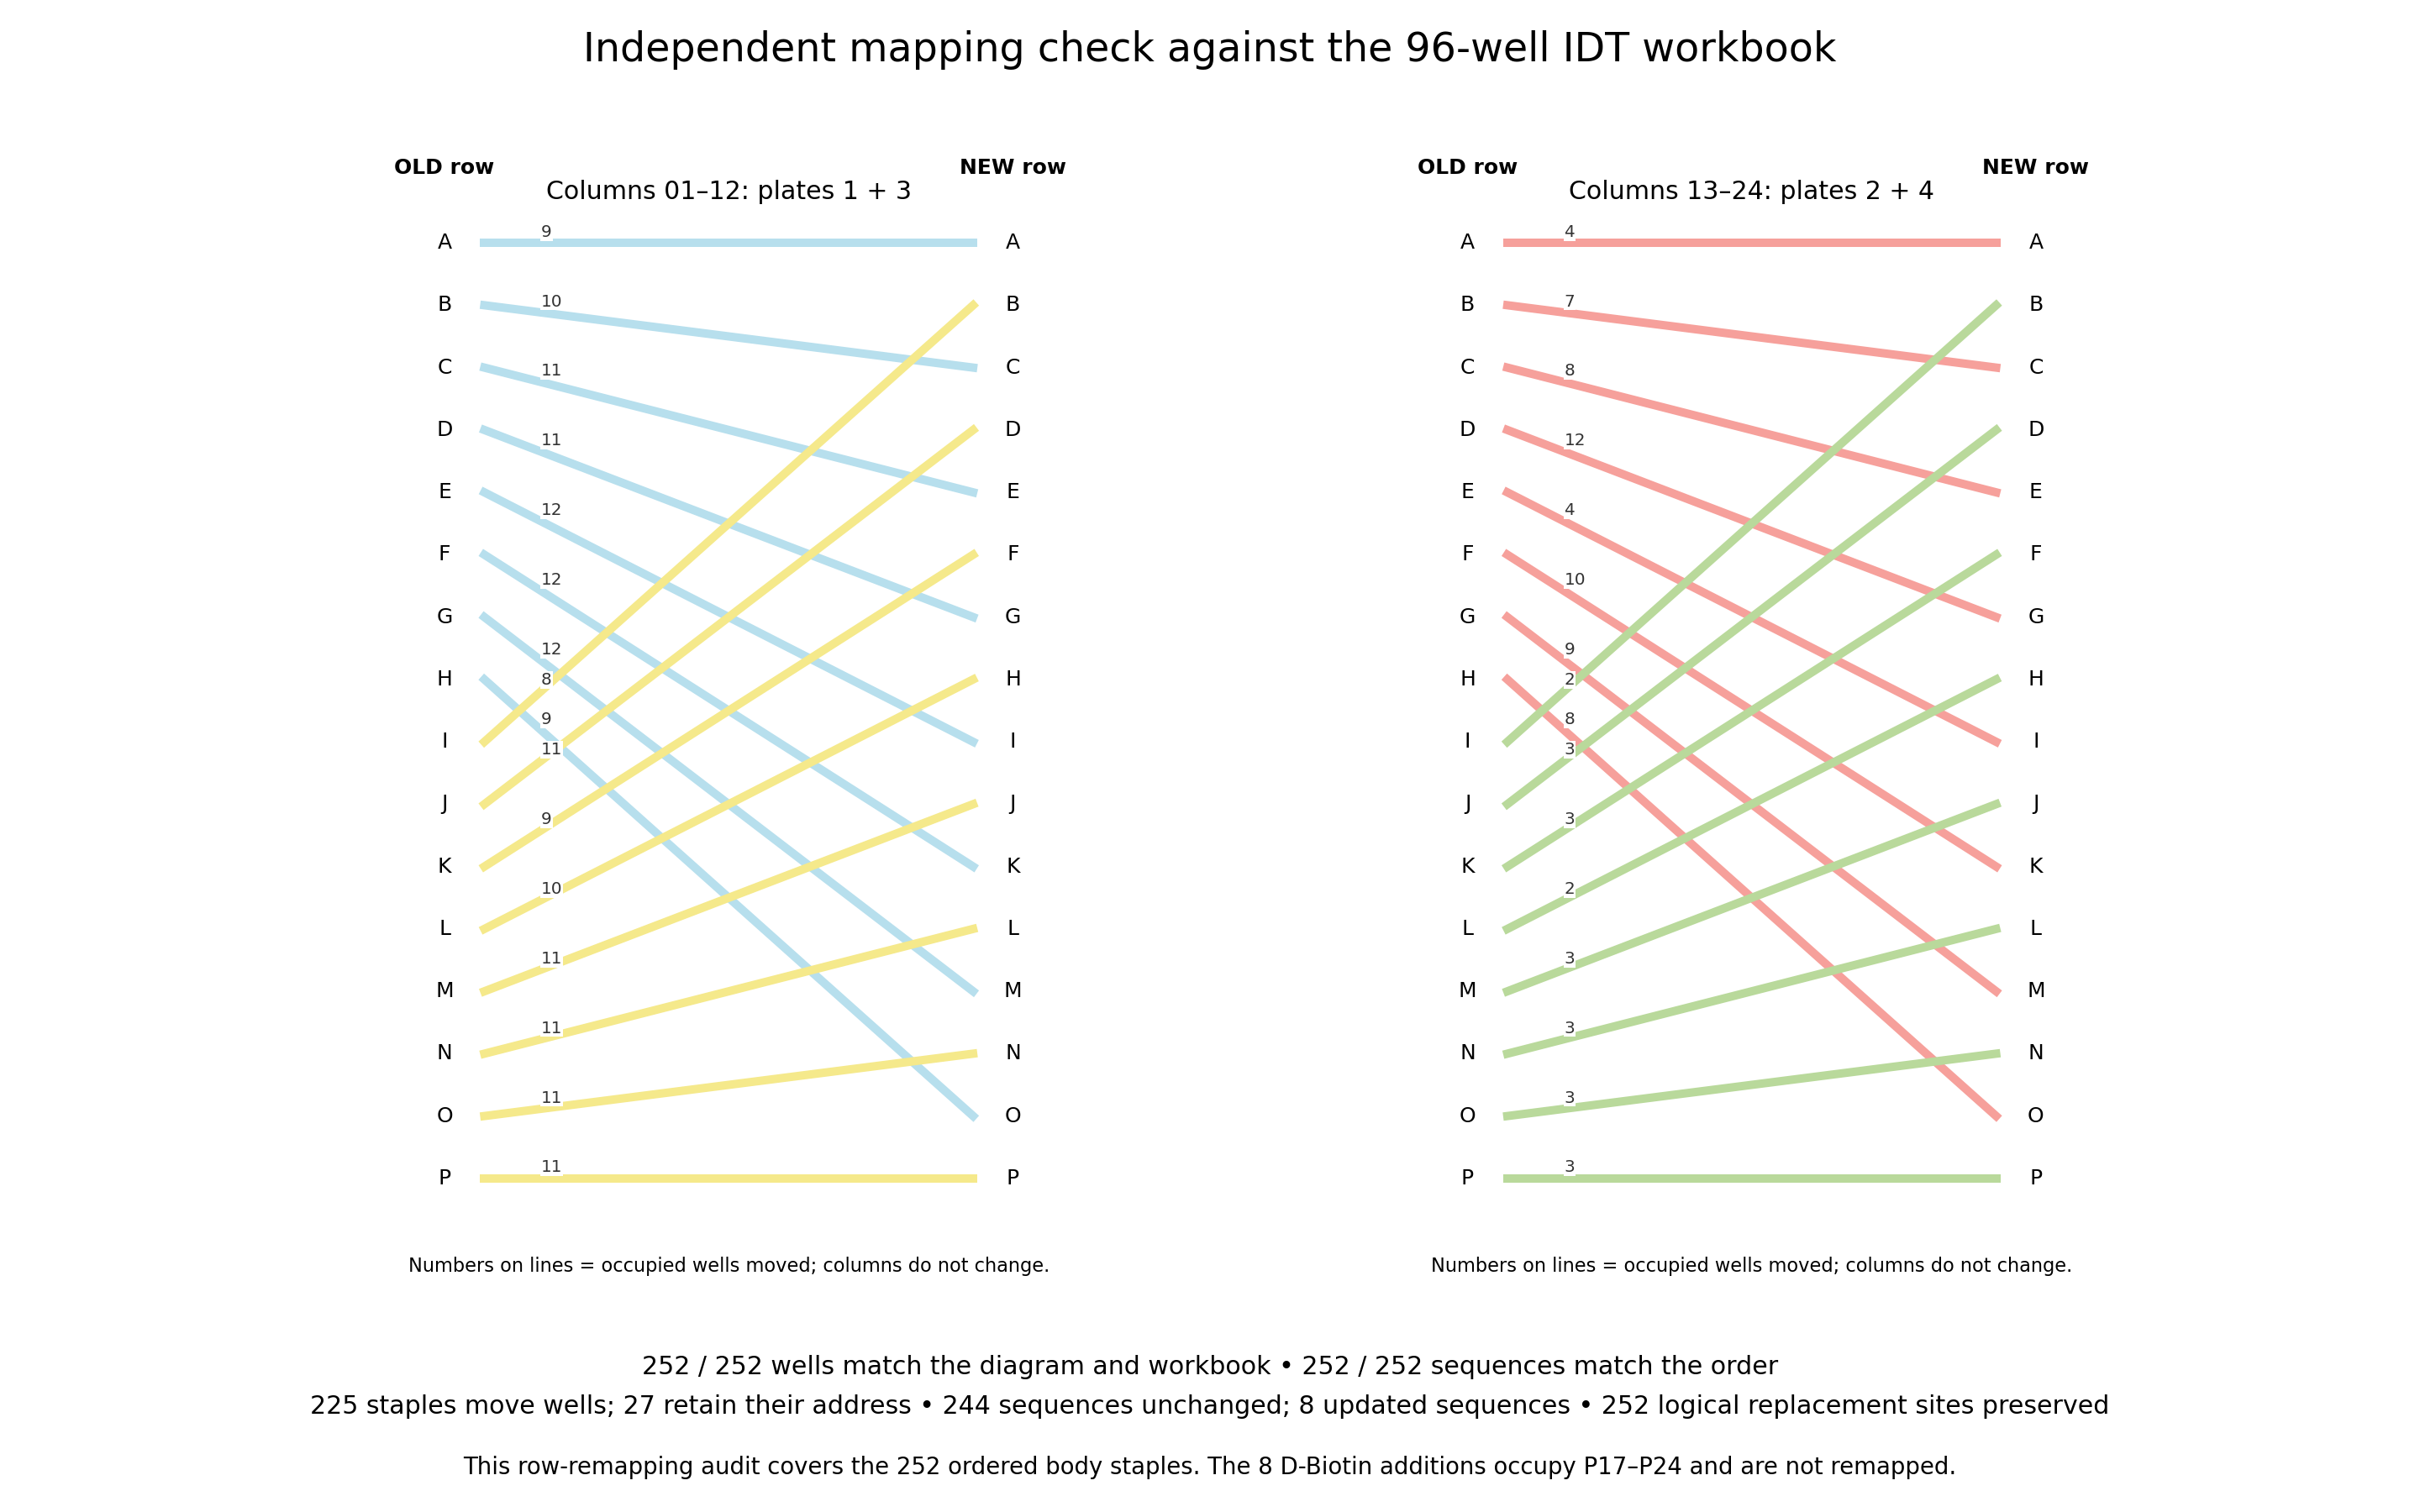 Independent mapping check against the 96-well IDT workbook
OLD row
NEW row
Columns 01–12: plates 1 + 3
A 9 A
B 10 B
C 11 C
D 11 D
E 12 E
F 12 F
G G
12
H 8 H
9
I I
11
J J
9
K K
10
L L
11
M M
11
N N
11
O O
11
P P
Numbers on lines = occupied wells moved; columns do not change.
OLD row
NEW row
Columns 13–24: plates 2 + 4
A 4 A
B 7 B
C 8 C
D 12 D
E 4 E
F 10 F
G G
9
H 2 H
8
I I
3
J J
3
K K
2
L L
3
M M
3
N N
3
O O
3
P P
Numbers on lines = occupied wells moved; columns do not change.
252 / 252 wells match the diagram and workbook • 252 / 252 sequences match the order
225 staples move wells; 27 retain their address • 244 sequences unchanged; 8 updated sequences • 252 logical replacement sites preserved
This row-remapping audit covers the 252 ordered body staples. The 8 D-Biotin additions occupy P17–P24 and are not remapped.